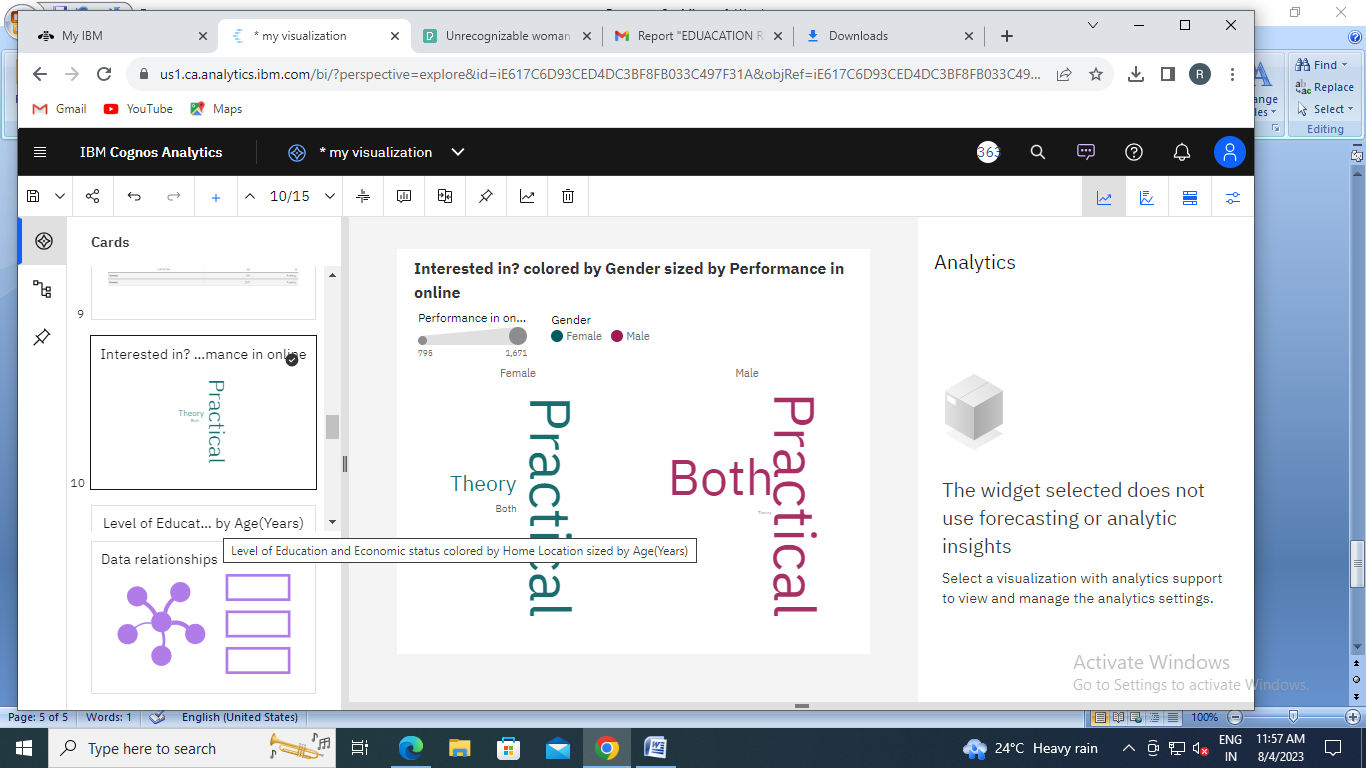 My IBM
* my visualization
Unrecognizable woman
Report "EDUACATION R
Downloads
us1.ca.analytics.ibm.com/bi/?perspective=explore&id=iE617C6D93CED4DC3BF8FB033C497F31A&objRef=iE617C6D93CED4DC3BF8FB033C49...
R
Gmail
YouTube
Maps
Find
Replace
Select
Editing
ange
IBM Cognos Analytics
* my visualization
363
10/15
Cards
9
Interested in? ...mance in online
Practical
Theory
Both
10
Level of Educat... by Age(Years)
Data relationships
Level of Education and Economic status colored by Home Location sized by Age(Years)
Interested in? colored by Gender sized by Performance in
online
Performance in on...
795
1,671
Gender
Female
Male
Female
Male
Practical
Theory
Both
Practical
Both
Theory
Analytics
The widget selected does not
use forecasting or analytic
insights
Select a visualization with analytics support
to view and manage the analytics settings.
Activate Windows
Go to Settings to activate Windows.
Page: 5 of 5
Words: 1
English (United States)
100%
Type here to search
24°C Heavy rain
ENG
IN
11:57 AM
8/4/2023